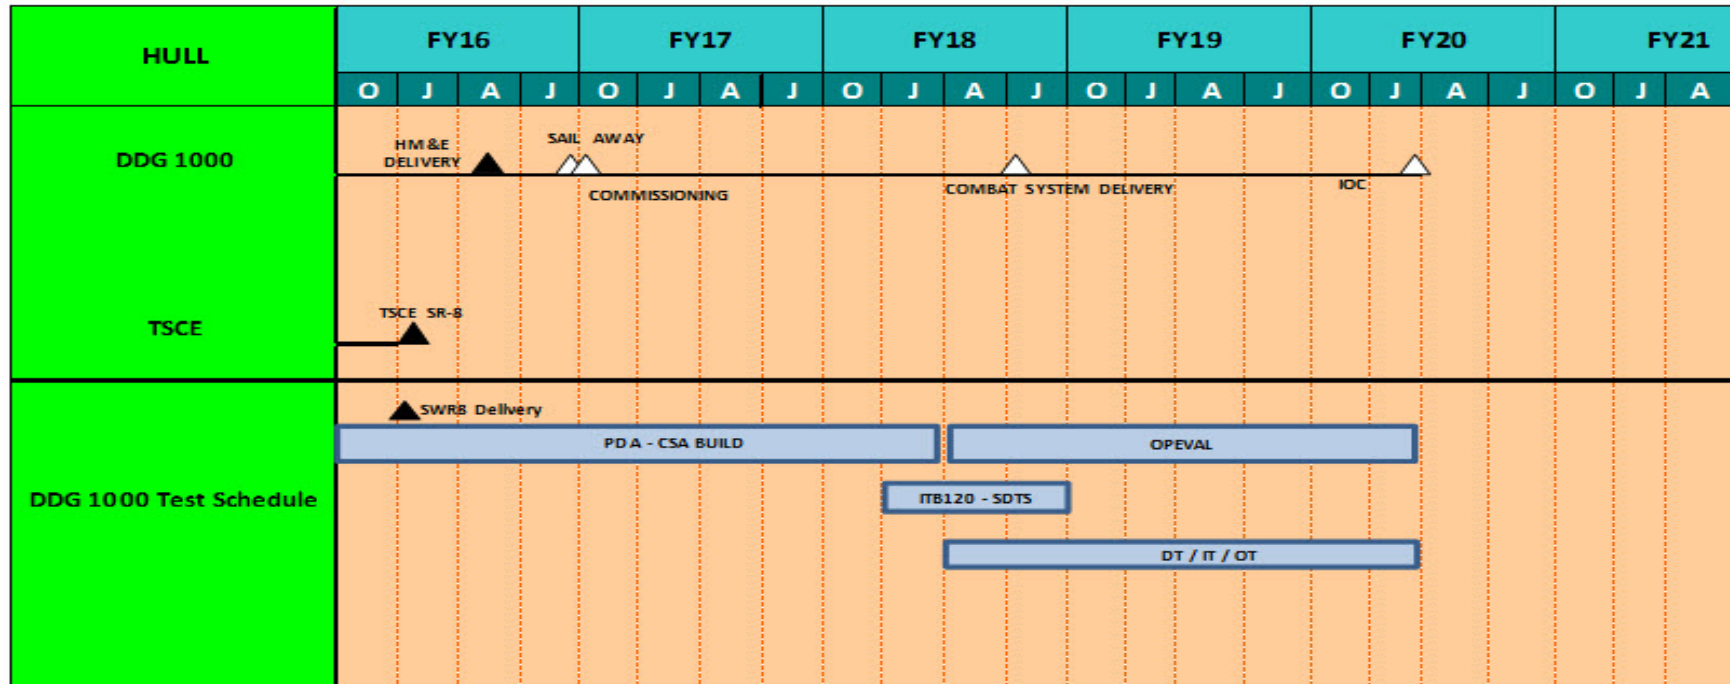 HULL
FY16 FY17 FY18 FY19 FY20 FY21
O J A J O J A J O J A J O J A J O J A J O J A
DDG 1000
HM&E
DELIVERY
SAIL AWAY
COMMISSIONING
COMBAT SYSTEM DELIVERY
IOC
TSCE
TSCE SR-8
SWR8 Delivery
PDA - CSA BUILD
OPEVAL
DDG 1000 Test Schedule
ITB120 - SDTS
DT / IT / OT